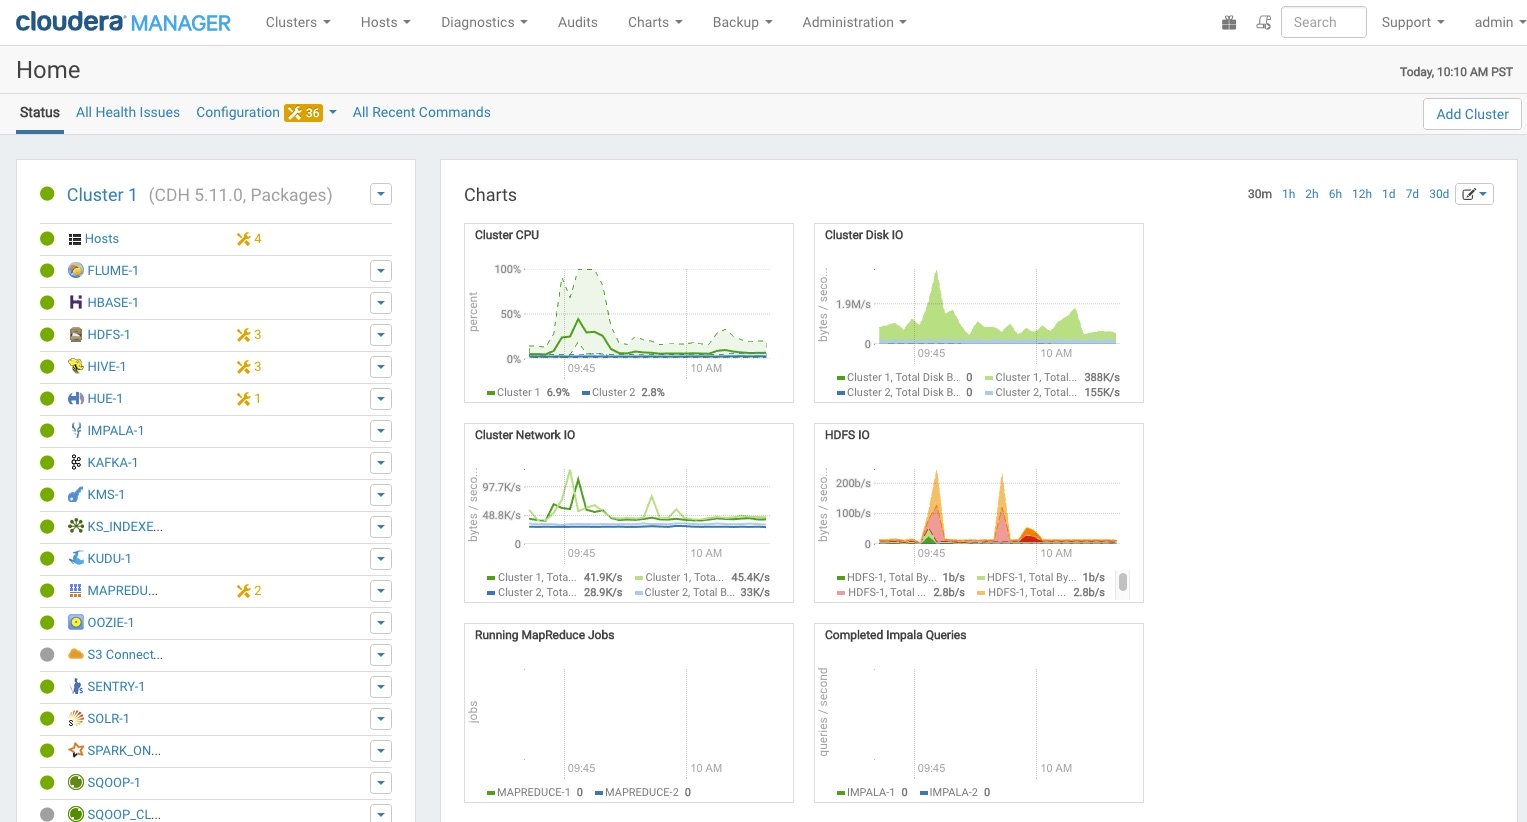 cloudera MANAGER Clusters Hosts Diagnostics Audits Charts Backup Administration Search Support admin
Home
Today, 10:10 AM PST
Status All Health Issues Configuration 36 All Recent Commands
Add Cluster
Cluster 1 (CDH 5.11.0, Packages)
Hosts 4
FLUME-1
HBASE-1
HDFS-1 3
HIVE-1 3
HUE-1 1
IMPALA-1
KAFKA-1
KMS-1
KS_INDEXE...
KUDU-1
MAPREDU... 2
OOZIE-1
S3 Connect...
SENTRY-1
SOLR-1
SPARK_ON...
SQOOP-1
SQOOP_CL...
Charts
30m 1h 2h 6h 12h 1d 7d 30d
Cluster CPU
percent
100%
50%
0%
09:45 10 AM
Cluster 1 6.9% Cluster 2 2.8%
Cluster Disk IO
bytes / seco...
1.9M/s
0
09:45 10 AM
Cluster 1, Total Disk B... 0 Cluster 1, Total... 388K/s
Cluster 2, Total Disk B... 0 Cluster 2, Total... 155K/s
Cluster Network IO
bytes / seco...
97.7K/s
48.8K/s
0
09:45 10 AM
Cluster 1, Tota... 41.9K/s Cluster 1, Tota... 45.4K/s
Cluster 2, Tota... 28.9K/s Cluster 2, Total B... 33K/s
HDFS IO
bytes / seco...
200b/s
100b/s
0
09:45 10 AM
HDFS-1, Total By... 1b/s HDFS-1, Total By... 1b/s
HDFS-1, Total ... 2.8b/s HDFS-1, Total ... 2.8b/s
Running MapReduce Jobs
jobs
09:45 10 AM
MAPREDUCE-1 0 MAPREDUCE-2 0
Completed Impala Queries
queries / second
09:45 10 AM
IMPALA-1 0 IMPALA-2 0